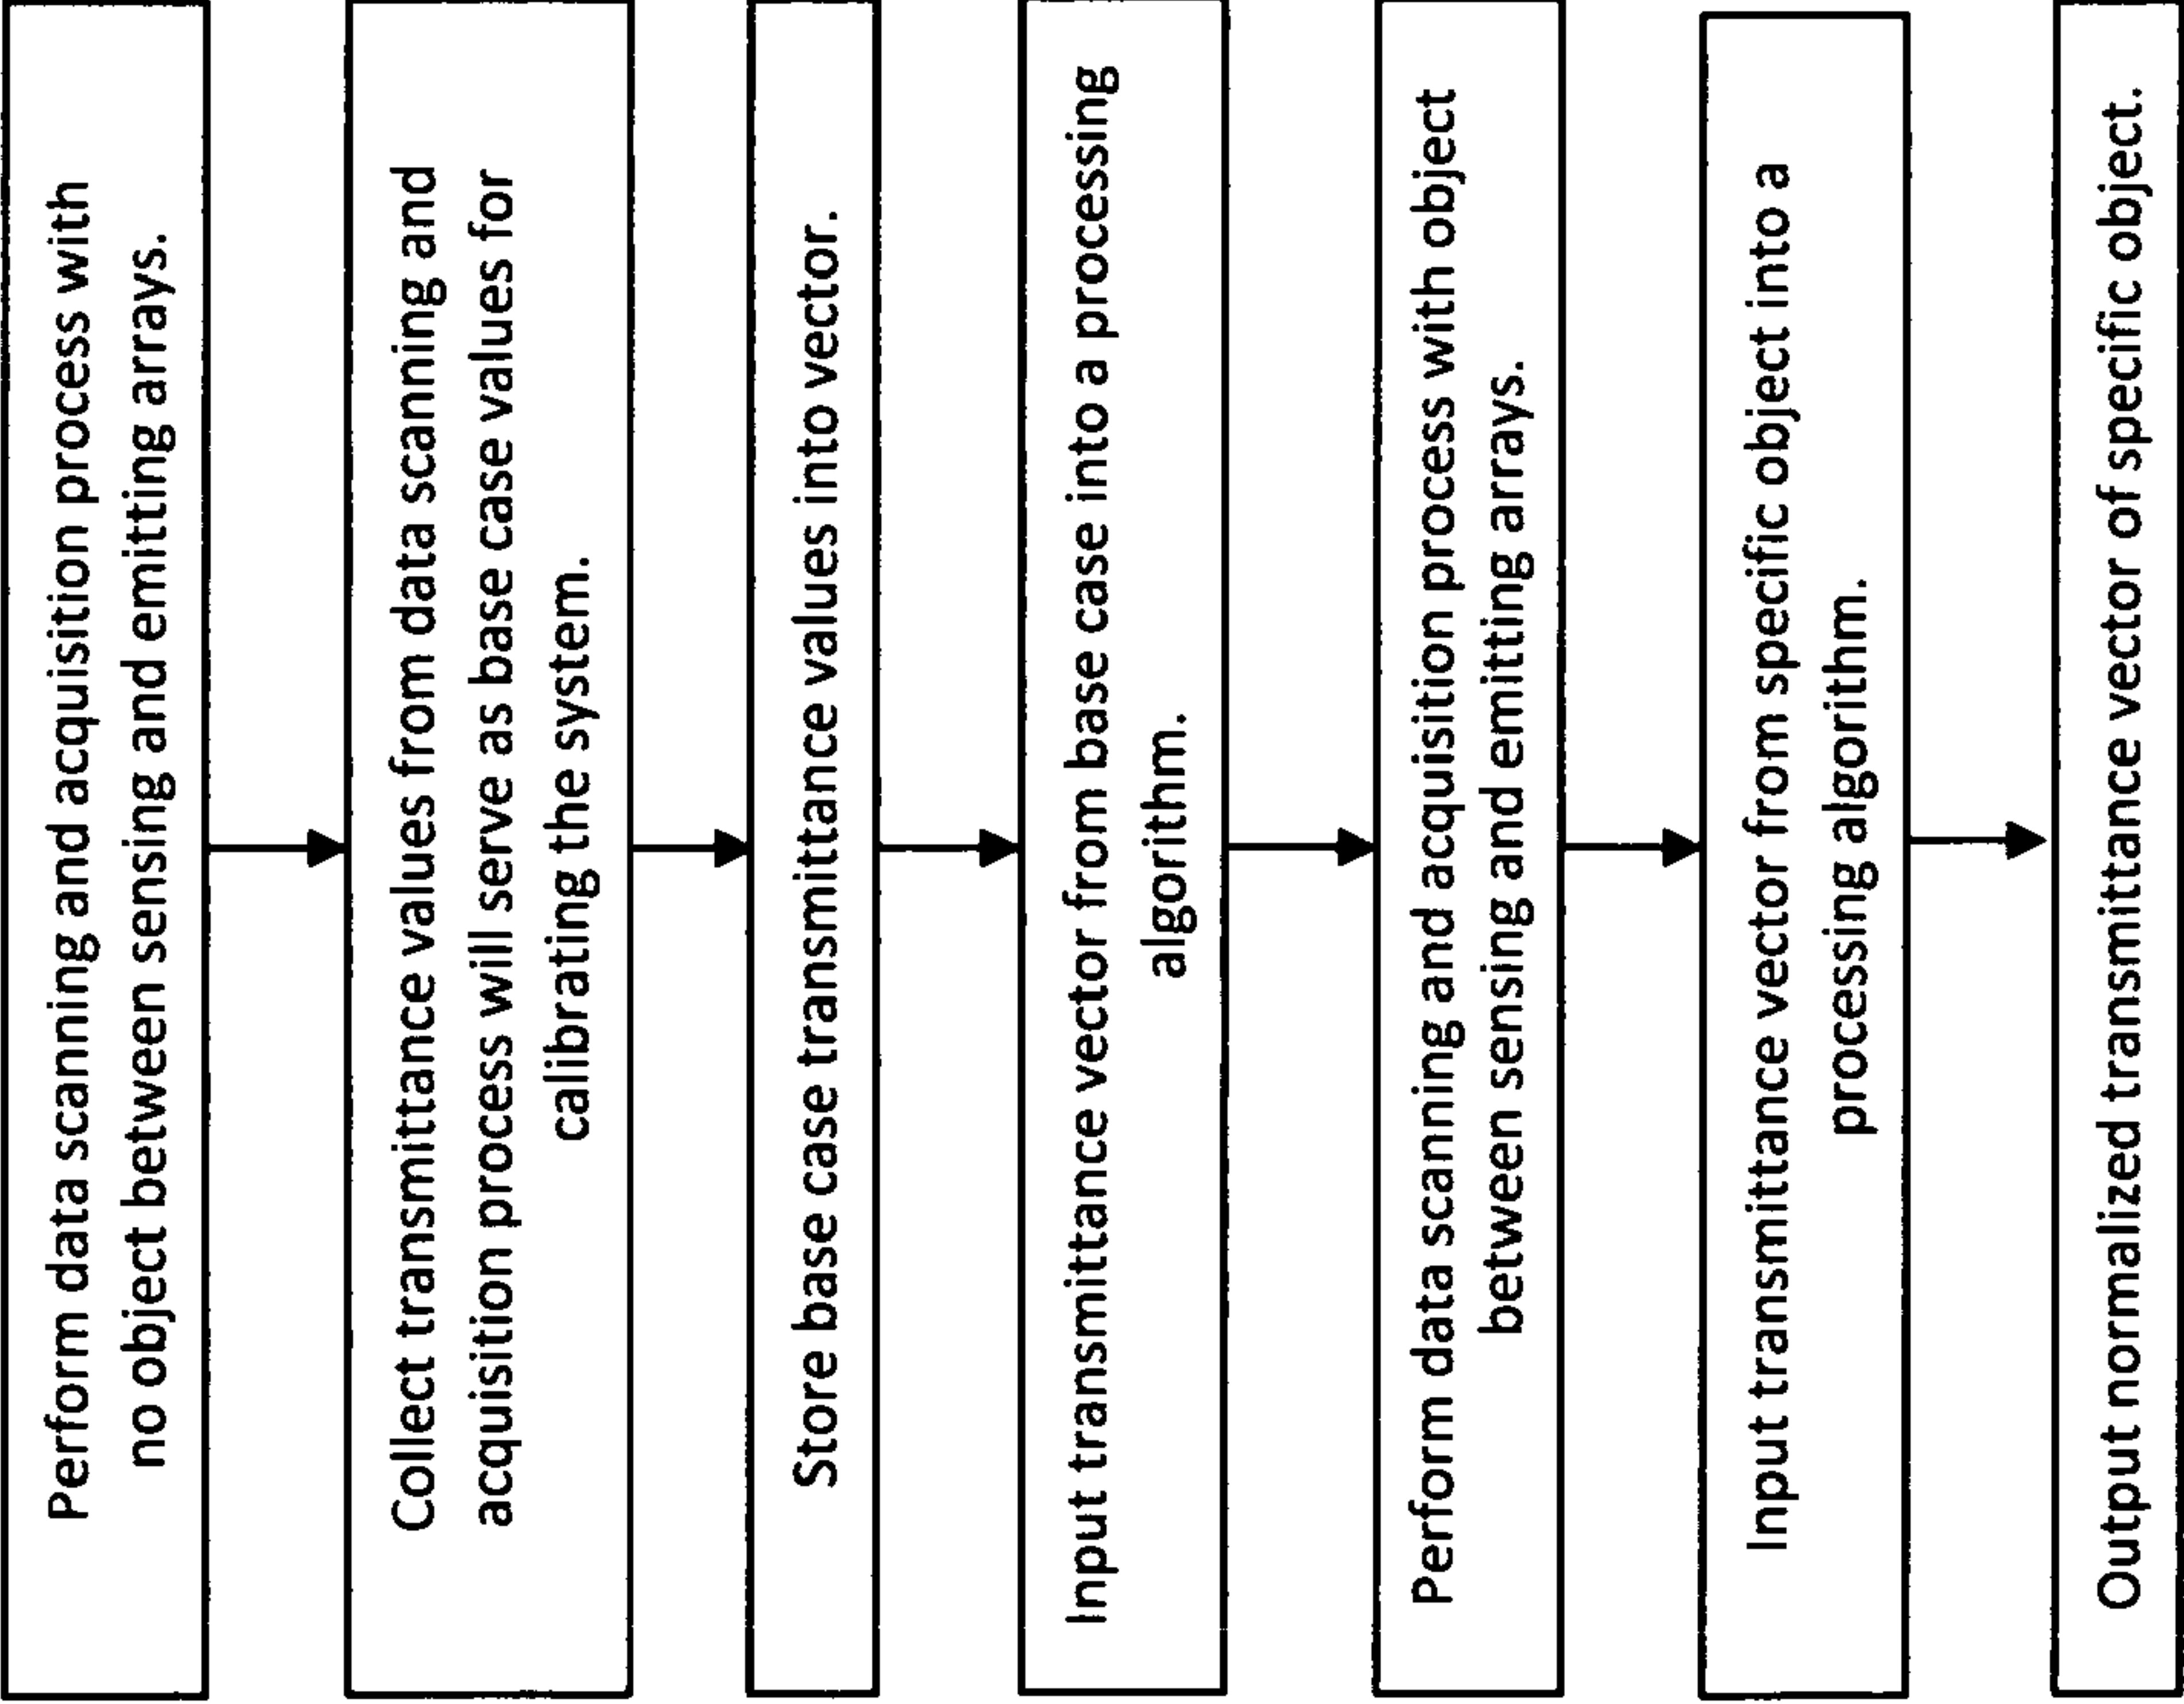 Perform data scanning and acquisition process with
no object between sensing and emitting arrays.
Collect transmittance values from data scanning and
acquisition process will serve as base case values for
calibrating the system.
Store base case transmittance values into vector.
Input transmittance vector from base case into a processing
algorithm.
Perform data scanning and acquisition process with object
between sensing and emitting arrays.
Input transmittance vector from specific object into a
processing algorithm.
Output normalized transmittance vector of specific object.